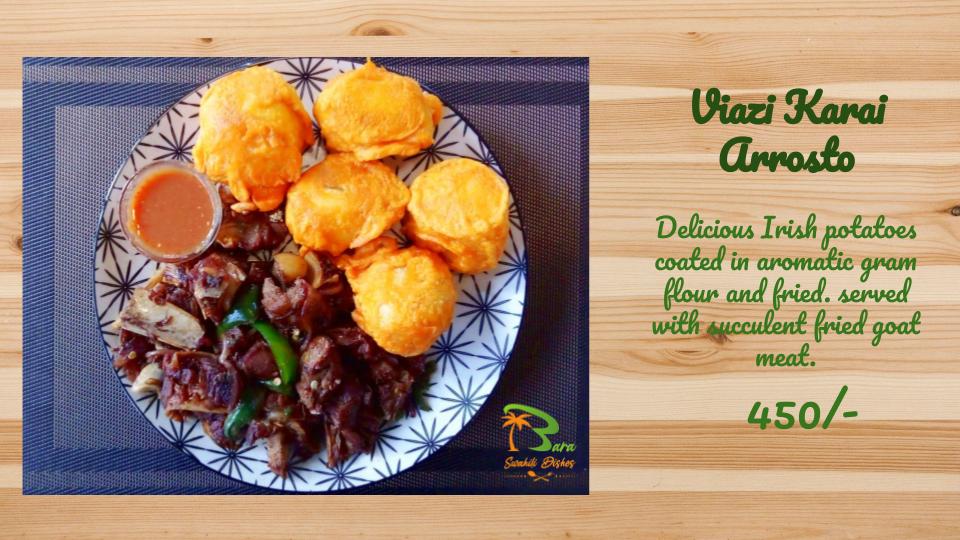 Viazi Karai
Arrosto
Delicious Irish potatoes
coated in aromatic gram
flour and fried. served
with succulent fried goat
meat.
450/-
Bara
Swahili Dishes